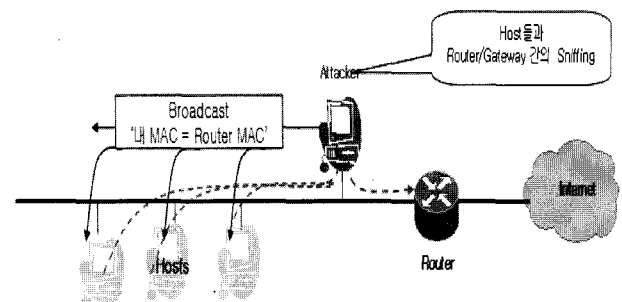 Host들과
Router/Gateway 간의 Sniffing
Attacker
Broadcast
'내 MAC = Router MAC'
Internet
Hosts
Router